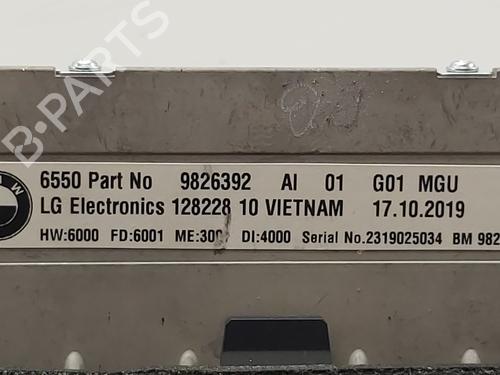 B-PARTS
6550 Part No 9826392 AI 01 G01 MGU
LG Electronics 128228 10 VIETNAM 17.10.2019
HW:6000 FD:6001 ME:300 DI:4000 Serial No.2319025034 BM 982